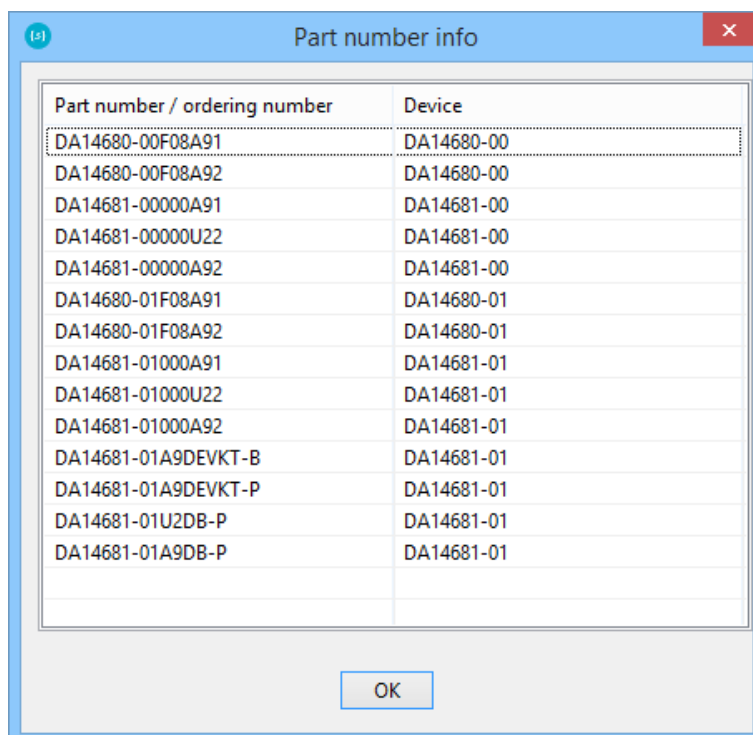 {s} Part number info ×
Part number / ordering number Device
DA14680-00F08A91 DA14680-00
DA14680-00F08A92 DA14680-00
DA14681-00000A91 DA14681-00
DA14681-00000U22 DA14681-00
DA14681-00000A92 DA14681-00
DA14680-01F08A91 DA14680-01
DA14680-01F08A92 DA14680-01
DA14681-01000A91 DA14681-01
DA14681-01000U22 DA14681-01
DA14681-01000A92 DA14681-01
DA14681-01A9DEVKT-B DA14681-01
DA14681-01A9DEVKT-P DA14681-01
DA14681-01U2DB-P DA14681-01
DA14681-01A9DB-P DA14681-01
OK